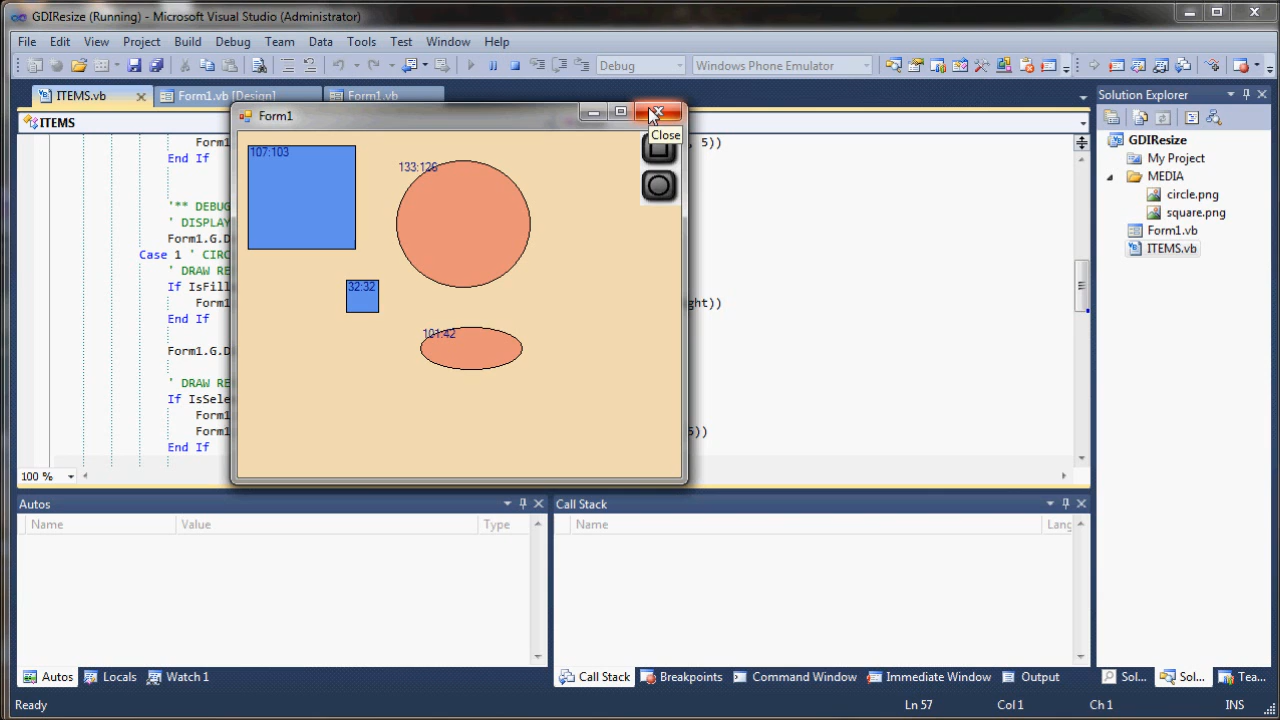 GDIResize (Running) - Microsoft Visual Studio (Administrator)
File Edit View Project Build Debug Team Data Tools Test Window Help
Debug Windows Phone Emulator
ITEMS.vb Form1.vb [Design] Form1.vb
ITEMS
Form1
Close
107:103
133:126
32:32
101:42
Form1 , 5))
End If
'** DEBUG
' DISPLAY
Form1.G.D
Case 1 ' CIRC
' DRAW RE
If IsFill
Form1 ght))
End If
Form1.G.D
' DRAW RE
If IsSele
Form1
Form1 5))
End If
100 %
Solution Explorer
GDIResize
My Project
MEDIA
circle.png
square.png
Form1.vb
ITEMS.vb
Autos
Name Value Type
Call Stack
Name Lang
Autos Locals Watch 1
Call Stack Breakpoints Command Window Immediate Window Output
Sol... Sol... Tea...
Ready Ln 57 Col 1 Ch 1 INS